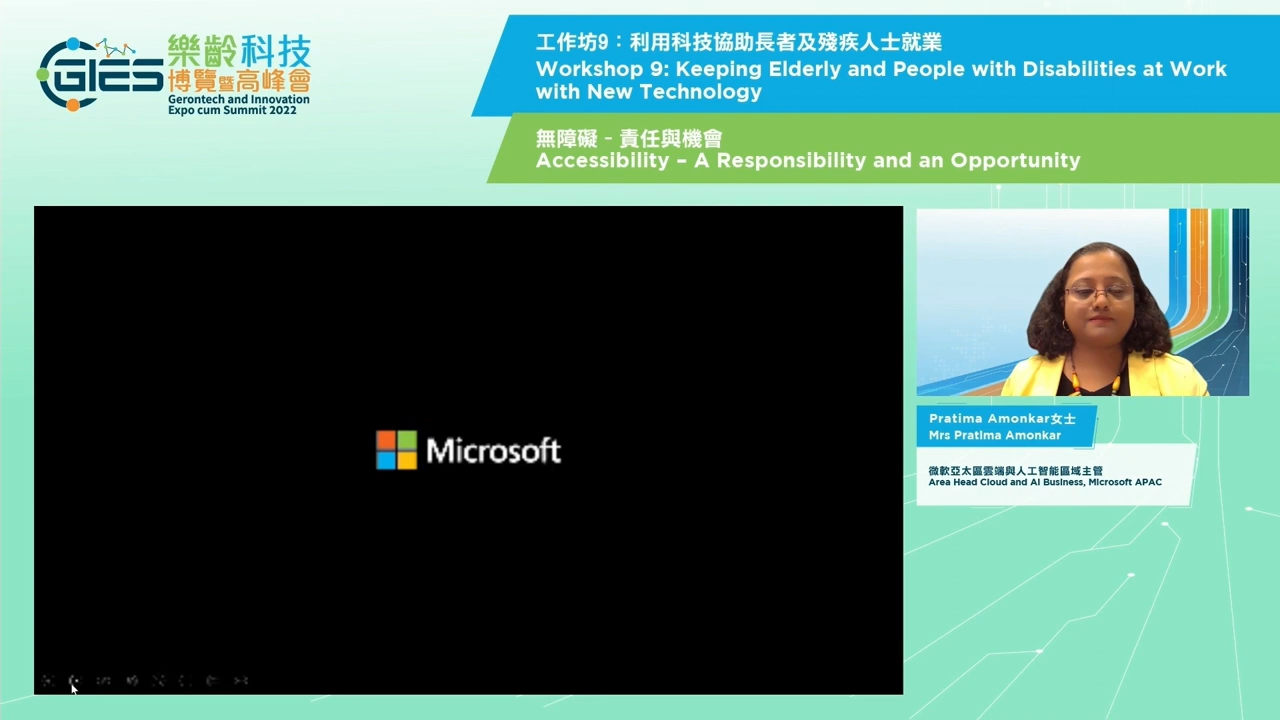 GIES
樂齡科技
博覽暨高峰會
Gerontech and Innovation
Expo cum Summit 2022
工作坊9：利用科技協助長者及殘疾人士就業
Workshop 9: Keeping Elderly and People with Disabilities at Work
with New Technology
無障礙 - 責任與機會
Accessibility – A Responsibility and an Opportunity
Microsoft
Pratima Amonkar女士
Mrs Pratima Amonkar
微軟亞太區雲端與人工智能區域主管
Area Head Cloud and AI Business, Microsoft APAC